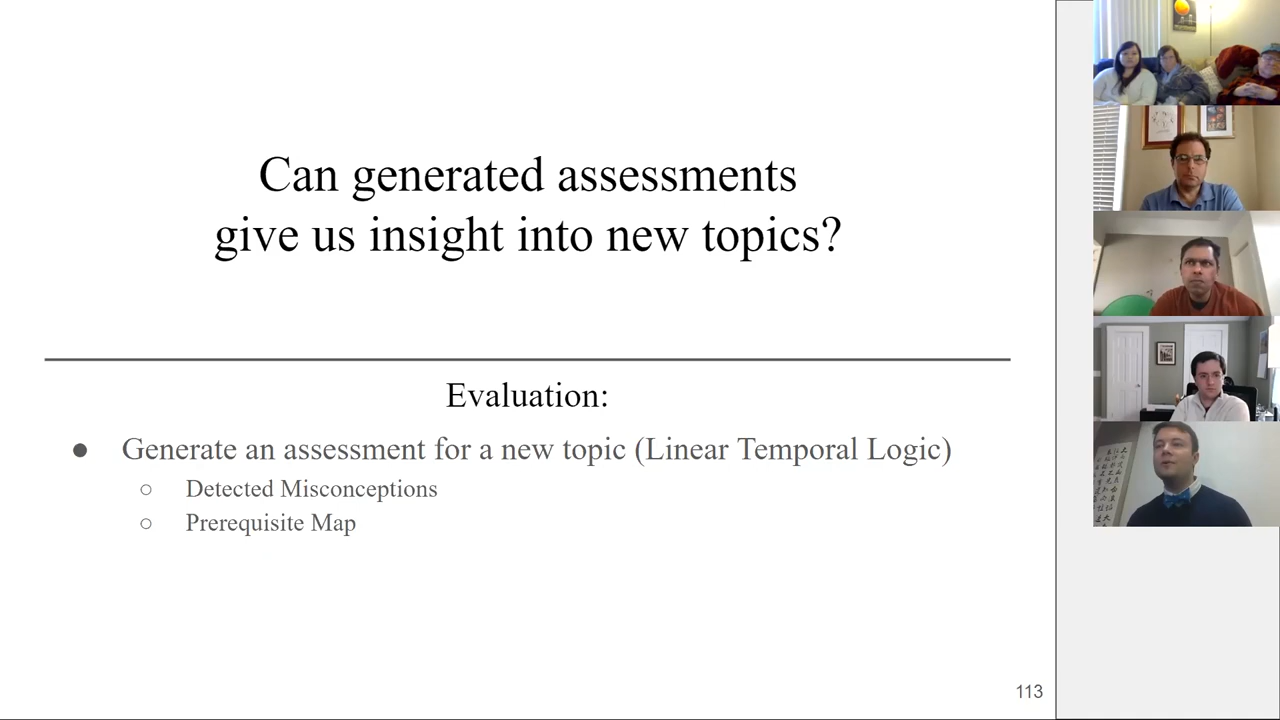 Can generated assessments
give us insight into new topics?
Evaluation:
● Generate an assessment for a new topic (Linear Temporal Logic)
○ Detected Misconceptions
○ Prerequisite Map
113